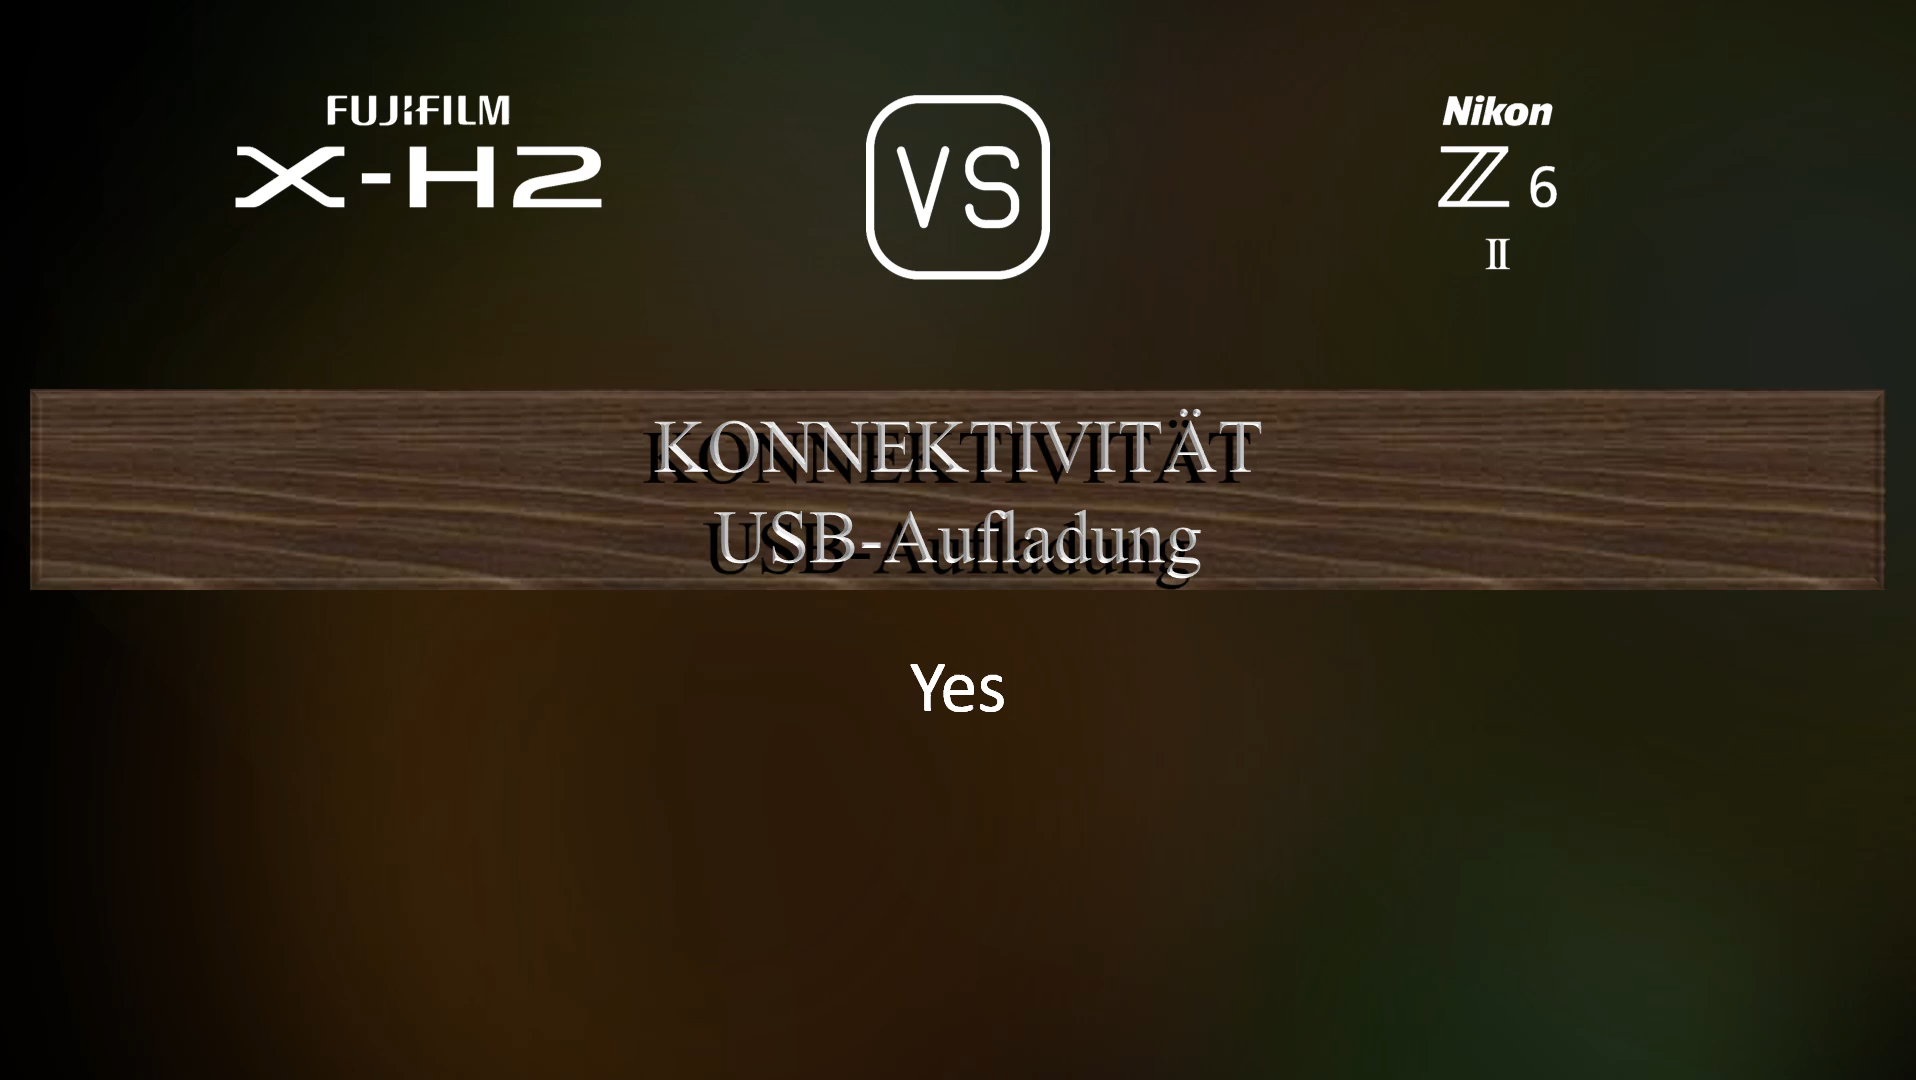 FUJIFILM
X-H2
VS
Nikon
Z 6
II
KONNEKTIVITÄT
USB-Aufladung
Yes